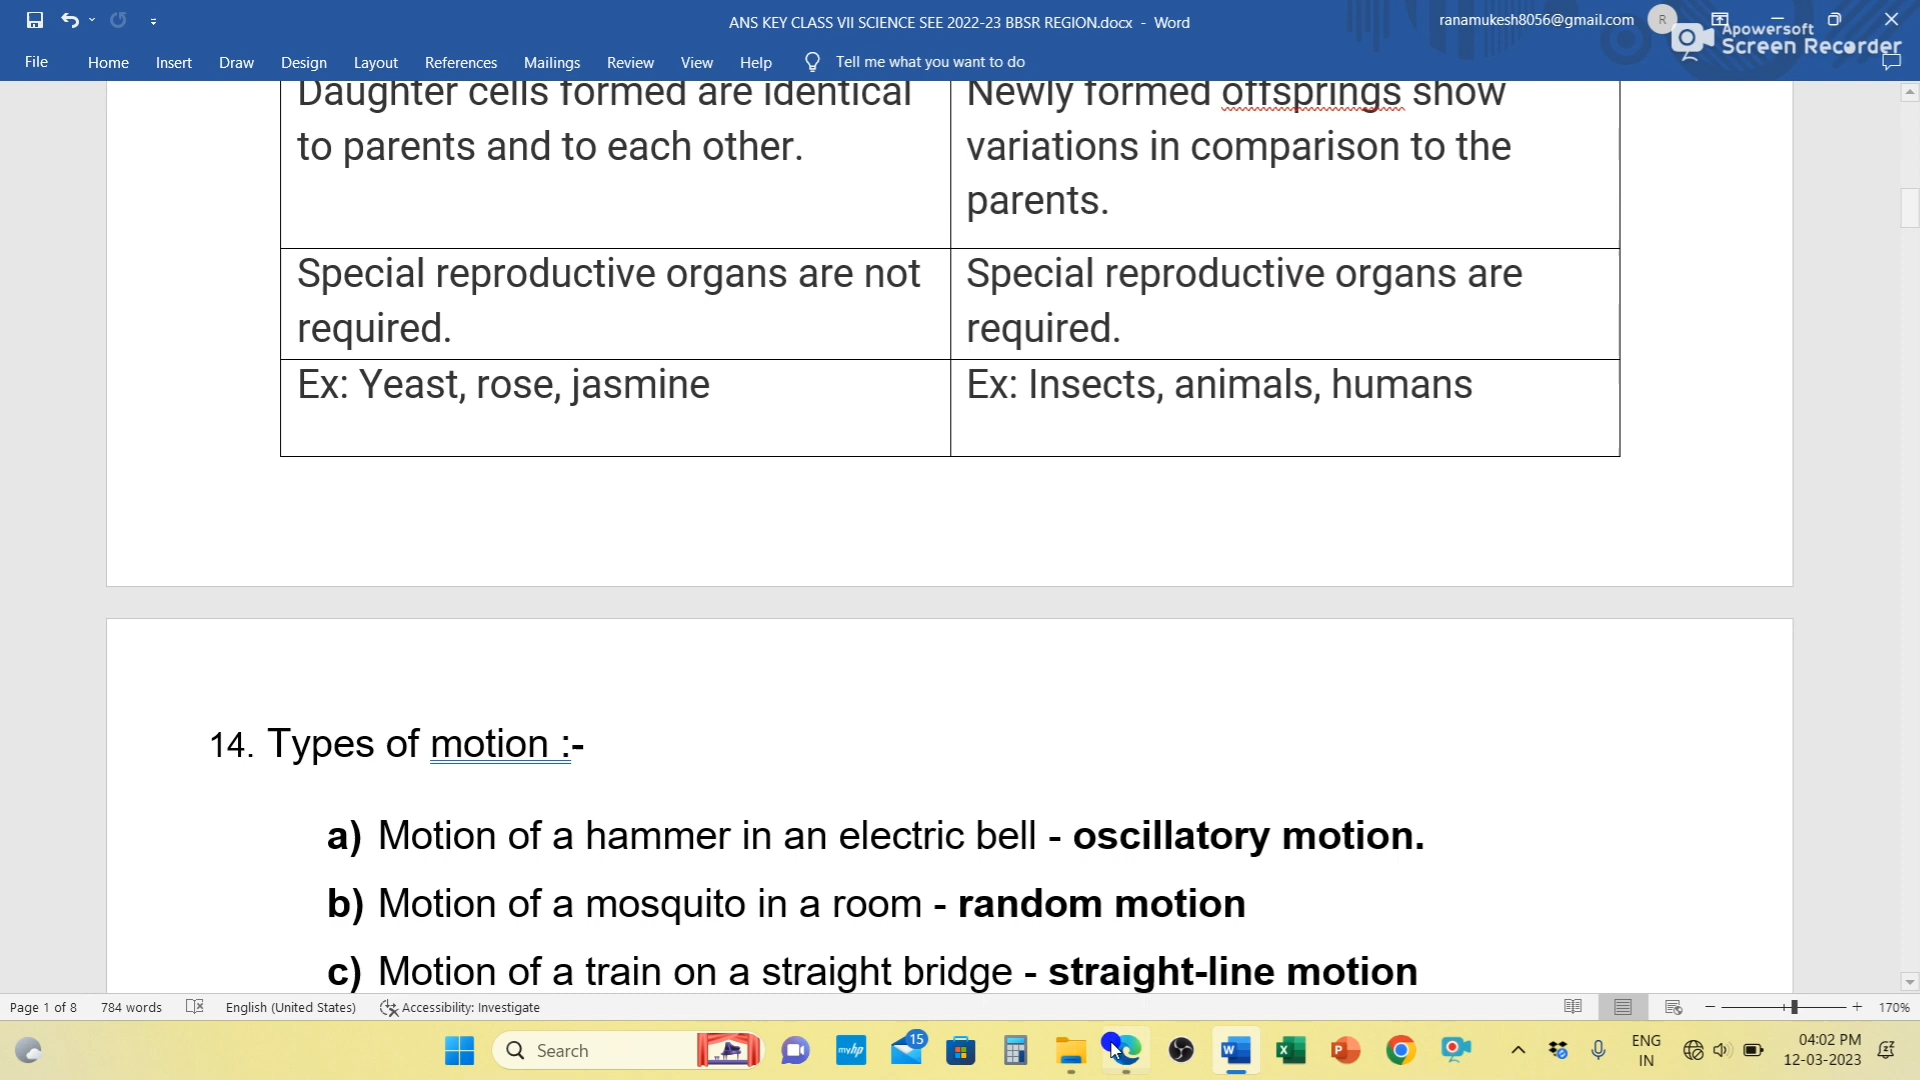 ANS KEY CLASS VII SCIENCE SEE 2022-23 BBSR REGION.docx - Word
ranamukesh8056@gmail.com
R
Apowersoft
Screen Recorder
File Home Insert Draw Design Layout References Mailings Review View Help Tell me what you want to do
Daughter cells formed are identical
to parents and to each other.
Newly formed offsprings show
variations in comparison to the
parents.
Special reproductive organs are not
required.
Special reproductive organs are
required.
Ex: Yeast, rose, jasmine
Ex: Insects, animals, humans
14. Types of motion :-
a) Motion of a hammer in an electric bell - oscillatory motion.
b) Motion of a mosquito in a room - random motion
c) Motion of a train on a straight bridge - straight-line motion
Page 1 of 8 784 words English (United States) Accessibility: Investigate 170%
Search
myhp
15
W
X
P
ENG
IN
04:02 PM
12-03-2023